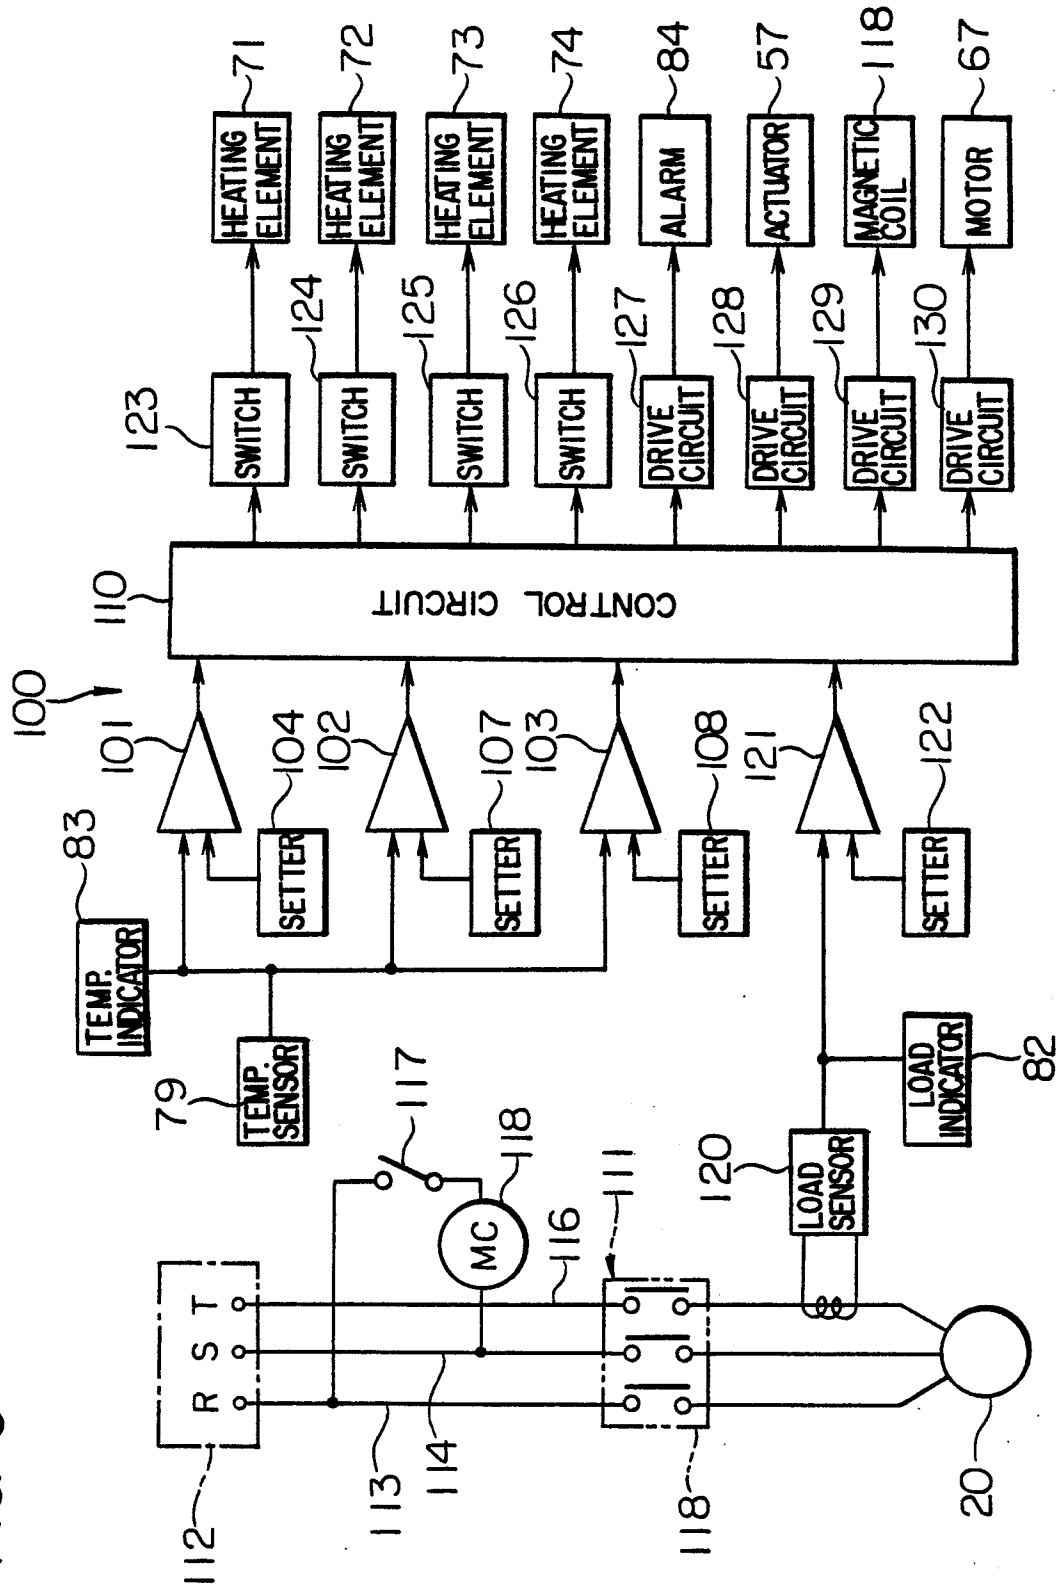 100
83
TEMP.
INDICATOR
79
TEMP.
SENSOR
101
104
SETTER
102
107
SETTER
103
108
SETTER
121
122
SETTER
110
CONTROL CIRCUIT
123
SWITCH
71
HEATING
ELEMENT
124
SWITCH
72
HEATING
ELEMENT
125
SWITCH
73
HEATING
ELEMENT
126
SWITCH
74
HEATING
ELEMENT
127
DRIVE
CIRCUIT
84
ALARM
128
DRIVE
CIRCUIT
57
ACTUATOR
129
DRIVE
CIRCUIT
118
MAGNETIC
COIL
130
DRIVE
CIRCUIT
67
MOTOR
112
R S T
113
114
116
117
118
MC
111
118
20
120
LOAD
SENSOR
LOAD
INDICATOR
82